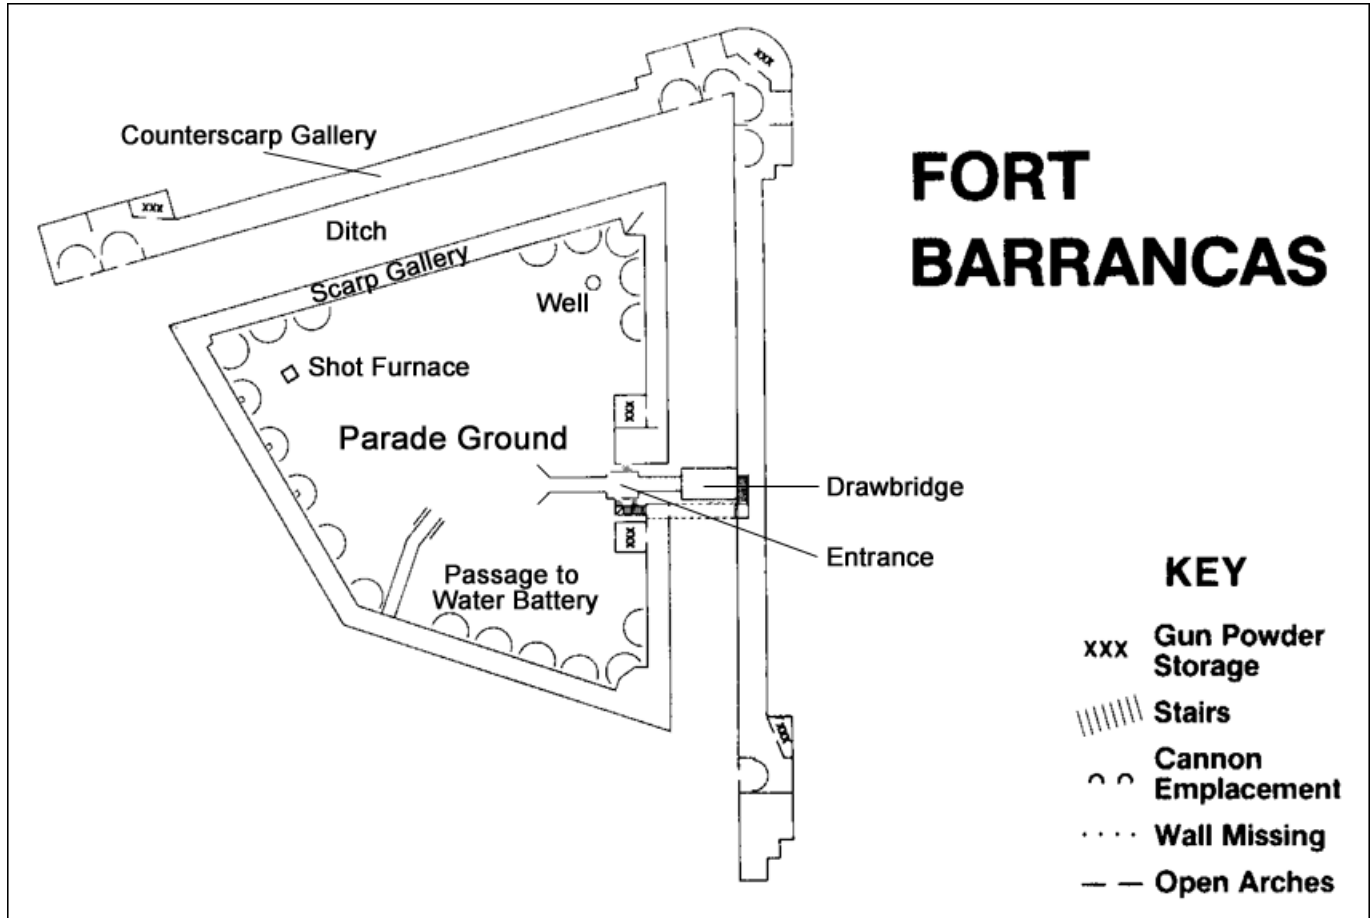 FORT
BARRANCAS
Counterscarp Gallery
xxx
xxx
Ditch
Scarp Gallery
Well
Shot Furnace
xxx
Parade Ground
Drawbridge
xxx
Entrance
Passage to
Water Battery
xxx
KEY
xxx Gun Powder
Storage
Stairs
Cannon
Emplacement
Wall Missing
Open Arches